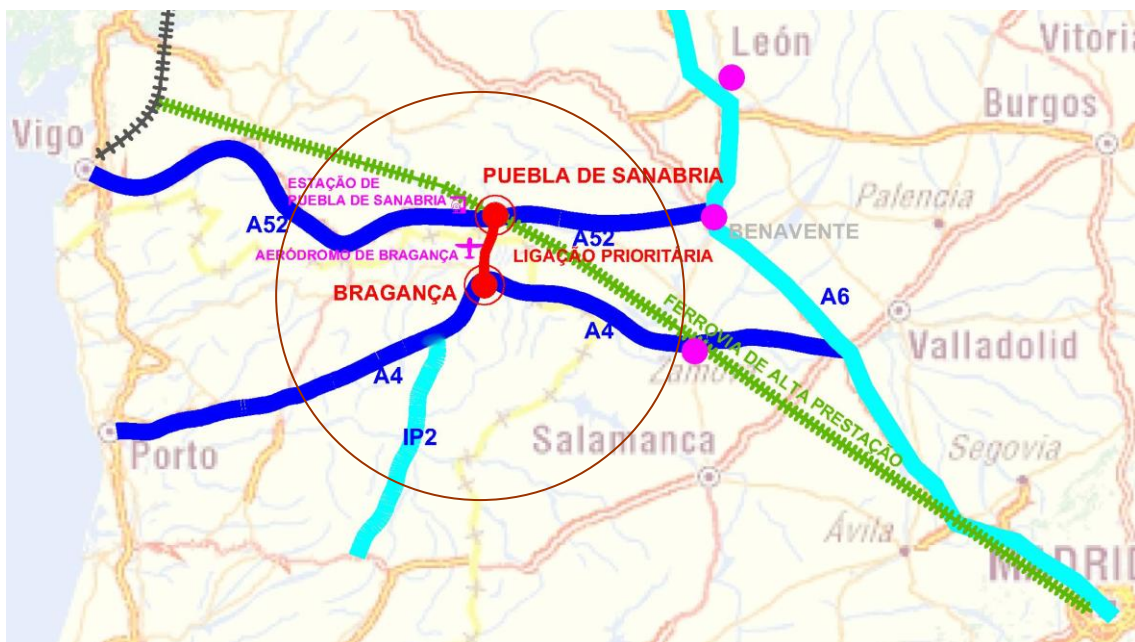 León
Vitoria
Burgos
Vigo
PUEBLA DE SANABRIA
ESTAÇÃO DE
PUEBLA DE SANABRIA
Palencia
A52
A52
BENAVENTE
AERÓDROMO DE BRAGANÇA
LIGAÇÃO PRIORITÁRIA
BRAGANÇA
A6
FERROVIA DE ALTA PRESTAÇÃO
A4
Valladolid
Zamora
A4
IP2
Porto
Salamanca
Segovia
Ávila
MADRID